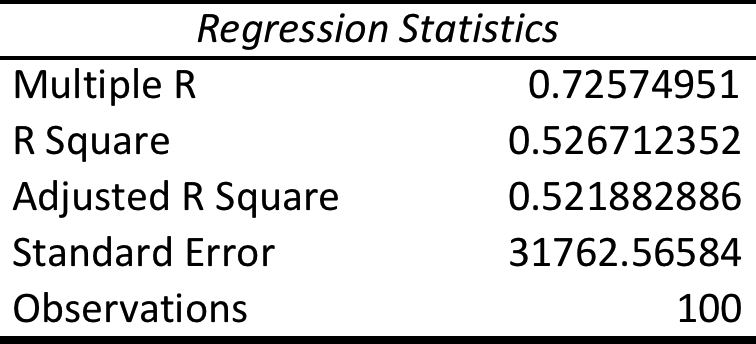 Regression Statistics
Multiple R 0.72574951
R Square 0.526712352
Adjusted R Square 0.521882886
Standard Error 31762.56584
Observations 100